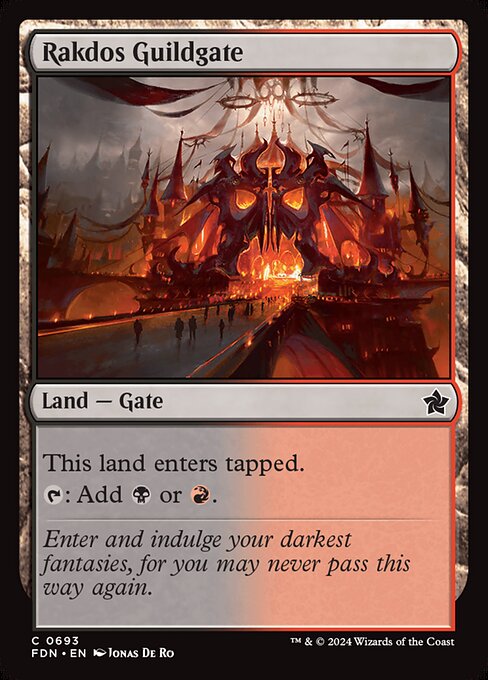 Rakdos Guildgate
Land — Gate
This land enters tapped.
: Add or .
Enter and indulge your darkest
fantasies, for you may never pass this
way again.
C 0693
FDN • EN Jonas De Ro
™ & © 2024 Wizards of the Coast